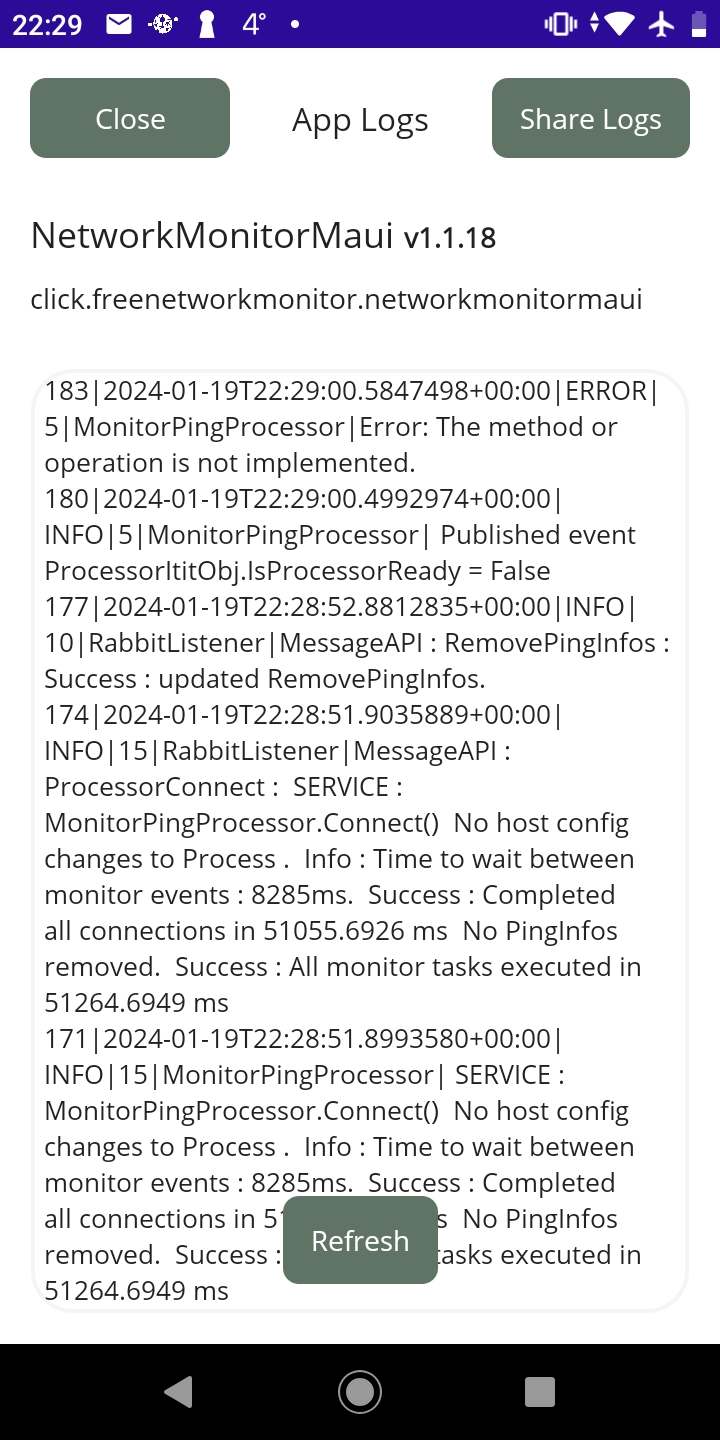 22:29
4°
Close
App Logs
Share Logs
NetworkMonitorMaui v1.1.18
click.freenetworkmonitor.networkmonitormaui
183|2024-01-19T22:29:00.5847498+00:00|ERROR|
5|MonitorPingProcessor|Error: The method or
operation is not implemented.
180|2024-01-19T22:29:00.4992974+00:00|
INFO|5|MonitorPingProcessor| Published event
ProcessorItitObj.IsProcessorReady = False
177|2024-01-19T22:28:52.8812835+00:00|INFO|
10|RabbitListener|MessageAPI : RemovePingInfos :
Success : updated RemovePingInfos.
174|2024-01-19T22:28:51.9035889+00:00|
INFO|15|RabbitListener|MessageAPI :
ProcessorConnect :  SERVICE :
MonitorPingProcessor.Connect()  No host config
changes to Process .  Info : Time to wait between
monitor events : 8285ms.  Success : Completed
all connections in 51055.6926 ms  No PingInfos
removed.  Success : All monitor tasks executed in
51264.6949 ms
171|2024-01-19T22:28:51.8993580+00:00|
INFO|15|MonitorPingProcessor| SERVICE :
MonitorPingProcessor.Connect()  No host config
changes to Process .  Info : Time to wait between
monitor events : 8285ms.  Success : Completed
all connections in  No PingInfos
removed.  Success : tasks executed in
51264.6949 ms
Refresh